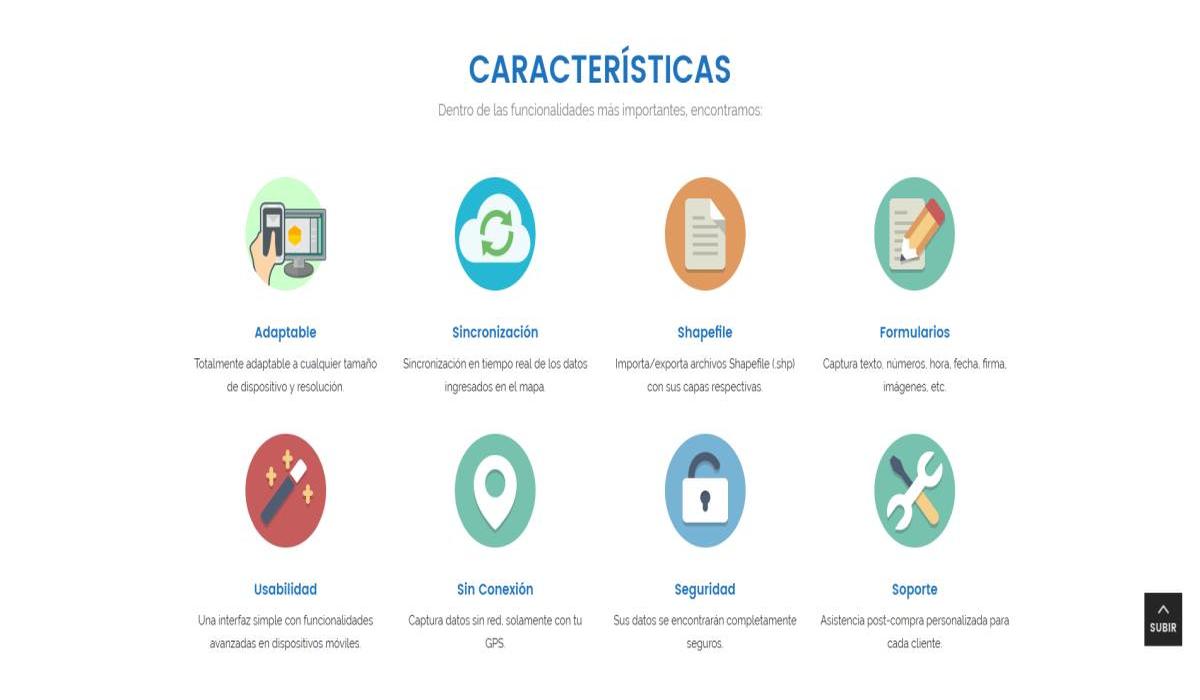 CARACTERÍSTICAS
Dentro de las funcionalidades más importantes, encontramos:
Adaptable
Totalmente adaptable a cualquier tamaño
de dispositivo y resolución.
Sincronización
Sincronización en tiempo real de los datos
ingresados en el mapa.
Shapefile
Importa/exporta archivos Shapefile (.shp)
con sus capas respectivas.
Formularios
Captura texto, números, hora, fecha, firma,
imágenes, etc.
Usabilidad
Una interfaz simple con funcionalidades
avanzadas en dispositivos móviles.
Sin Conexión
Captura datos sin red, solamente con tu
GPS.
Seguridad
Sus datos se encontrarán completamente
seguros.
Soporte
Asistencia post-compra personalizada para
cada cliente.
SUBIR